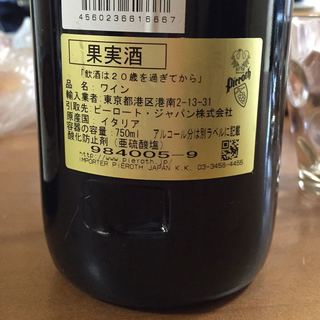 4560236616667
果実酒
Pieroth
「飲酒は20歳を過ぎてから」
品名:ワイン
輸入業者:東京都港区港南2-13-31
引取先:ピーロート・ジャパン株式会社
原産国:イタリア
容器の容量:750ml アルコール分は別ラベルに記載
酸化防止剤(亜硫酸塩)
984005-9
http://www.pieroth.jp
IMPORTER PIEROTH JAPAN K.K. 03-3458-4455